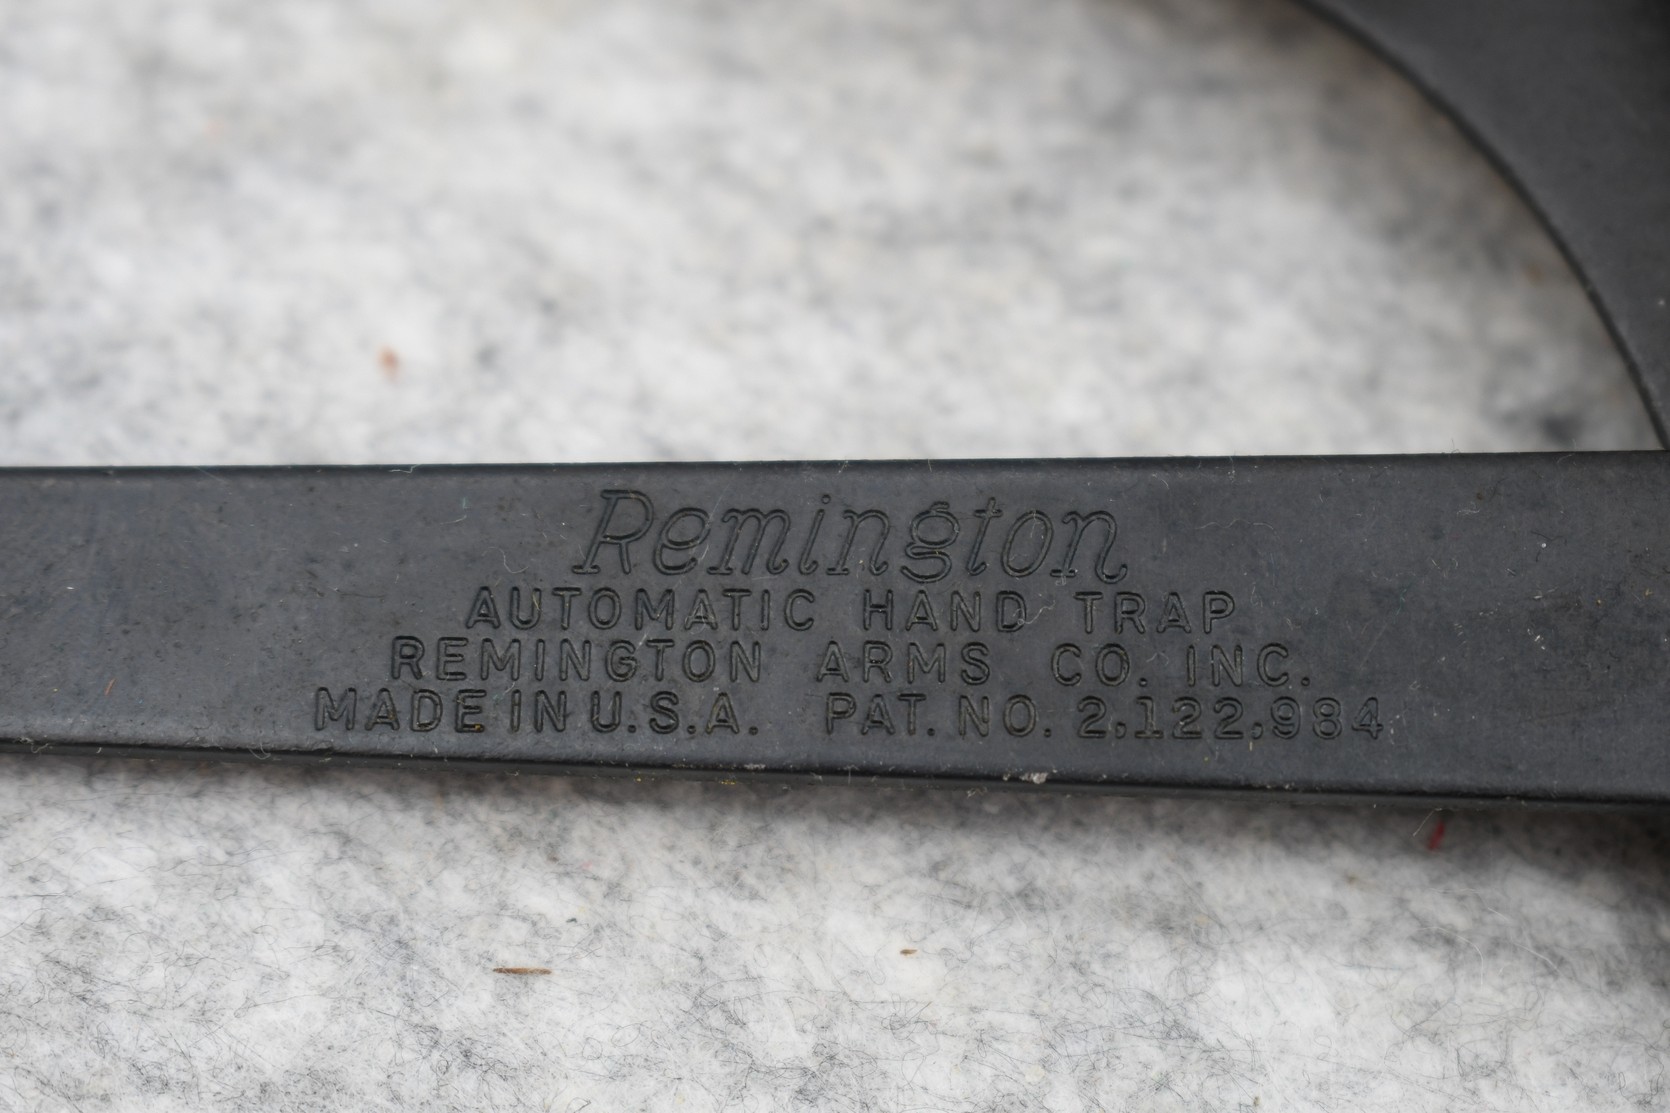 Remington
AUTOMATIC HAND TRAP
REMINGTON ARMS CO. INC.
MADE IN U.S.A. PAT. NO. 2,122,984